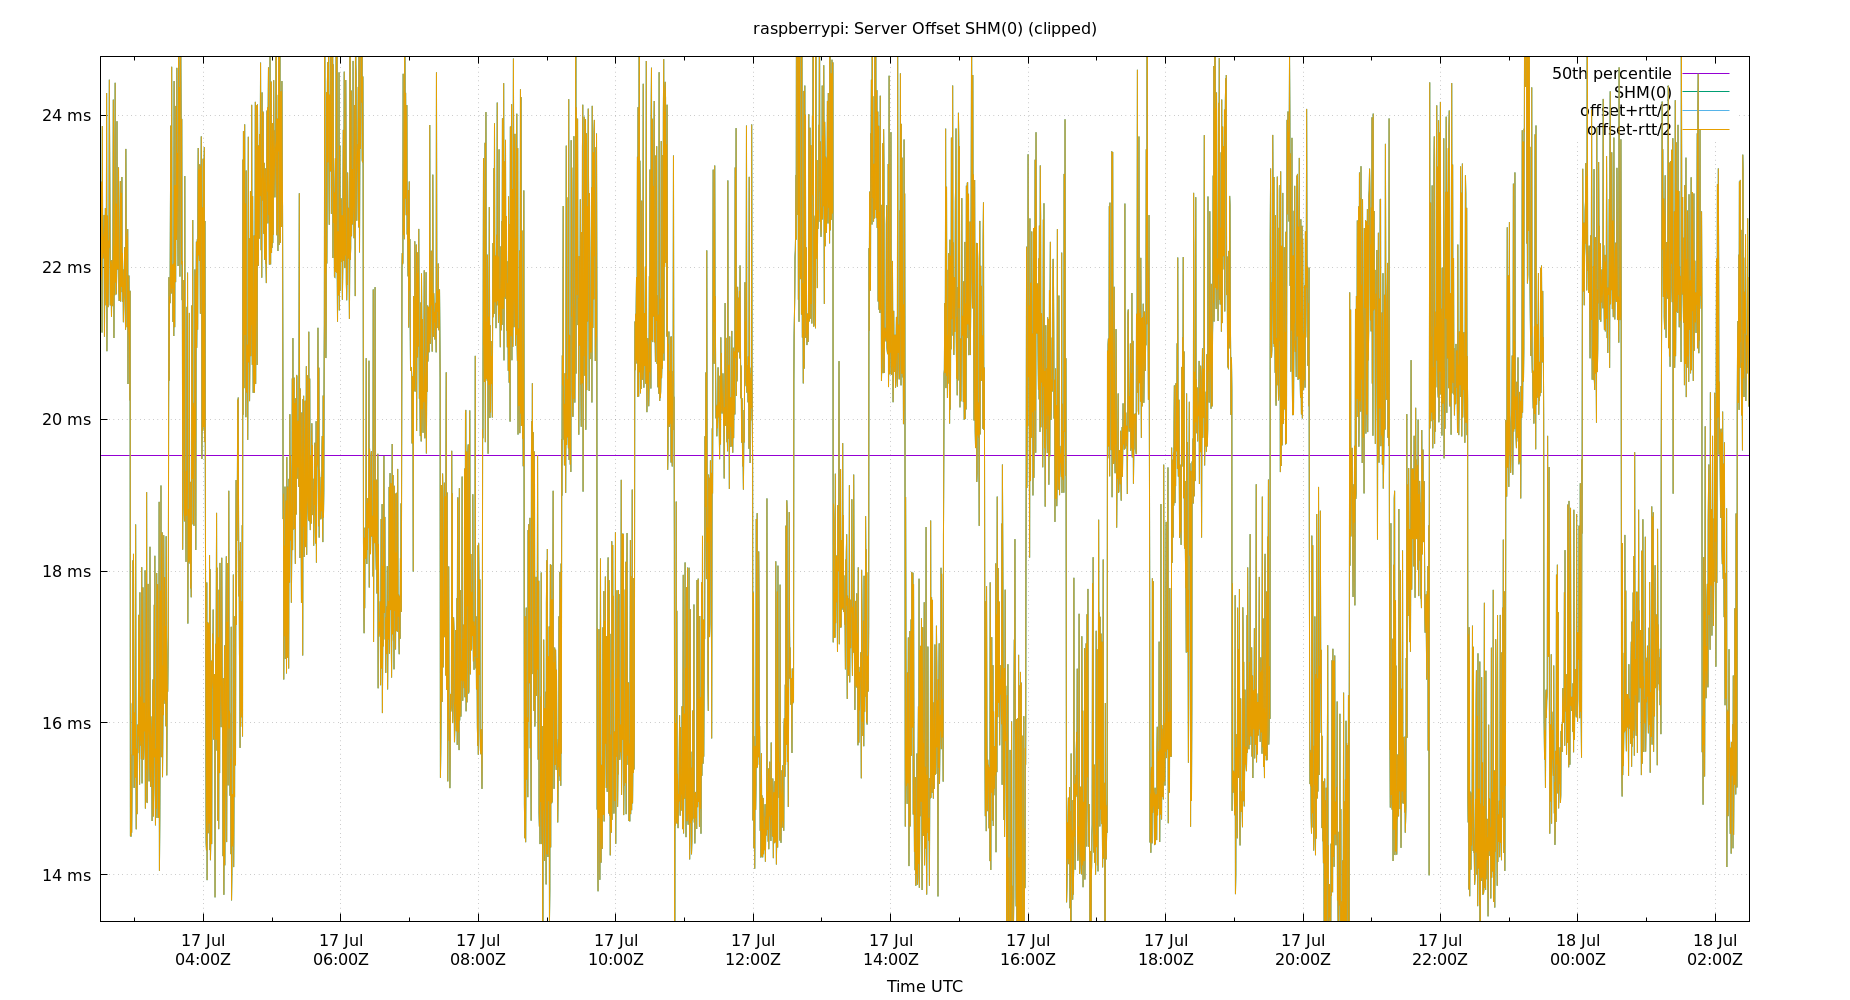 raspberrypi: Server Offset SHM(0) (clipped)
50th percentile
SHM(0)
offset+rtt/2
offset-rtt/2
24 ms
22 ms
20 ms
18 ms
16 ms
14 ms
17 Jul 17 Jul 17 Jul 17 Jul 17 Jul 17 Jul 17 Jul 17 Jul 17 Jul 17 Jul 18 Jul 18 Jul
04:00Z 06:00Z 08:00Z 10:00Z 12:00Z 14:00Z 16:00Z 18:00Z 20:00Z 22:00Z 00:00Z 02:00Z
Time UTC